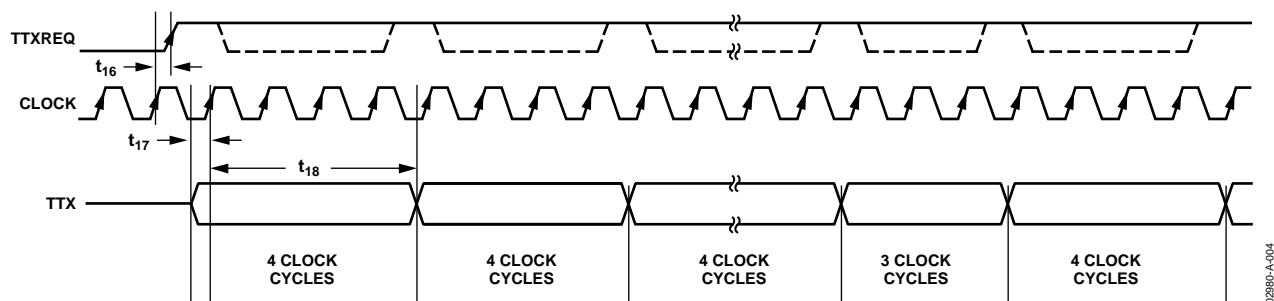 TTXREQ
t16
CLOCK
t17
t18
TTX
4 CLOCK
CYCLES
4 CLOCK
CYCLES
4 CLOCK
CYCLES
3 CLOCK
CYCLES
4 CLOCK
CYCLES
02980-A-004